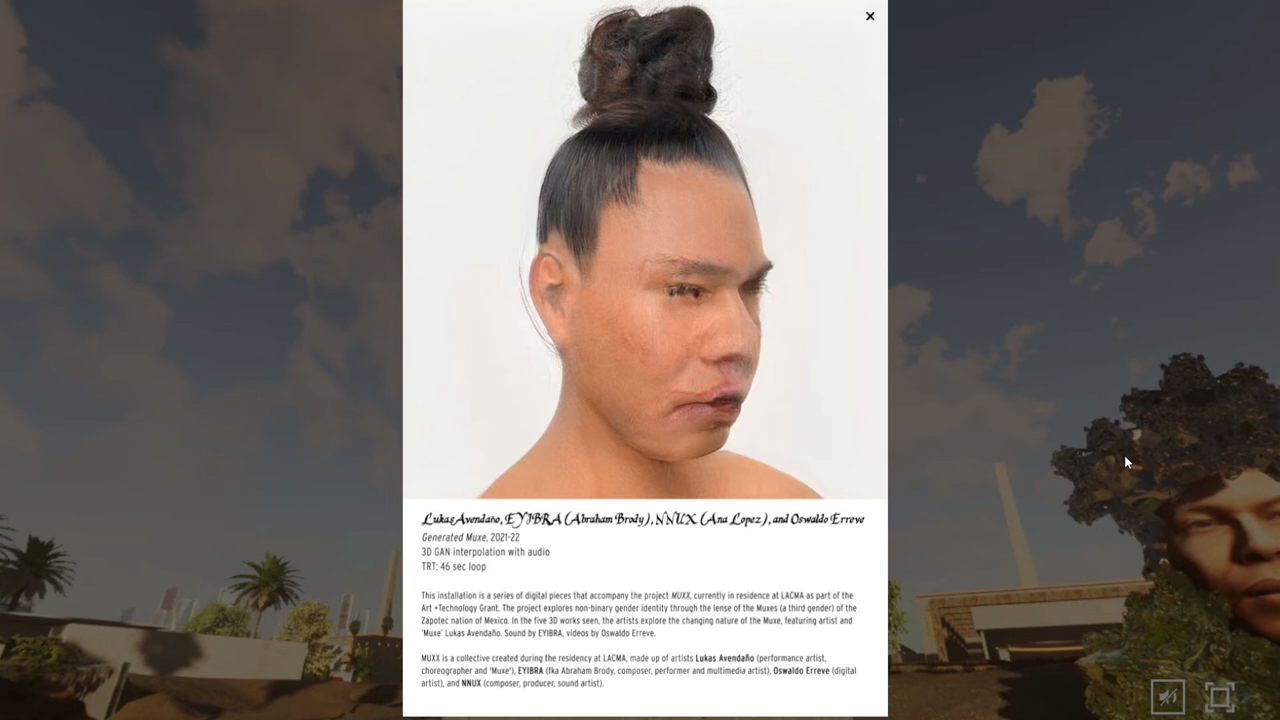 Lukas Avendaño, EYIBRA (Abraham Brody), NNUX (Ana Lopez), and Oswaldo Erreve
Generated Muxe, 2021-22
3D GAN interpolation with audio
TRT: 46 sec loop
This installation is a series of digital pieces that accompany the project MUXX, currently in residence at LACMA as part of the
Art +Technology Grant. The project explores non-binary gender identity through the lense of the Muxes (a third gender) of the
Zapotec nation of Mexico. In the five 3D works seen, the artists explore the changing nature of the Muxe, featuring artist and
'Muxe' Lukas Avendaño. Sound by EYIBRA, videos by Oswaldo Erreve.
MUXX is a collective created during the residency at LACMA, made up of artists Lukas Avendaño (performance artist,
choreographer and 'Muxe'), EYIBRA (fka Abraham Brody, composer, performer and multimedia artist), Oswaldo Erreve (digital
artist), and NNUX (composer, producer, sound artist).